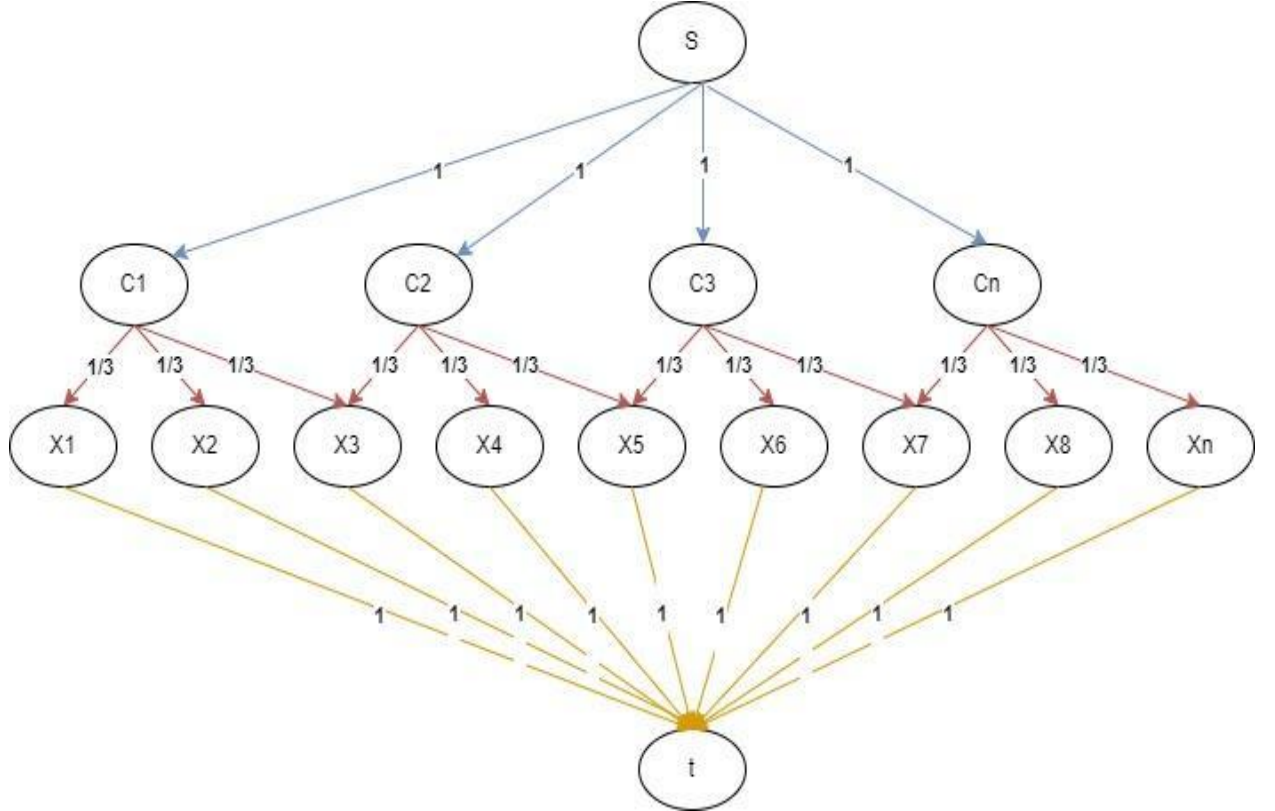 S
1 1 1 1
C1 C2 C3 Cn
1/3 1/3 1/3 1/3 1/3 1/3 1/3 1/3 1/3 1/3 1/3 1/3
X1 X2 X3 X4 X5 X6 X7 X8 Xn
1 1 1 1 1 1 1 1 1
t